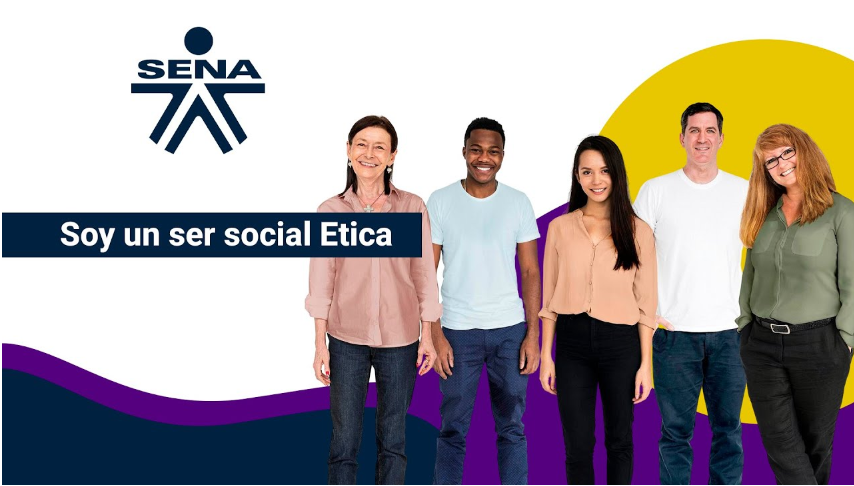 SENA
Soy un ser social Etica